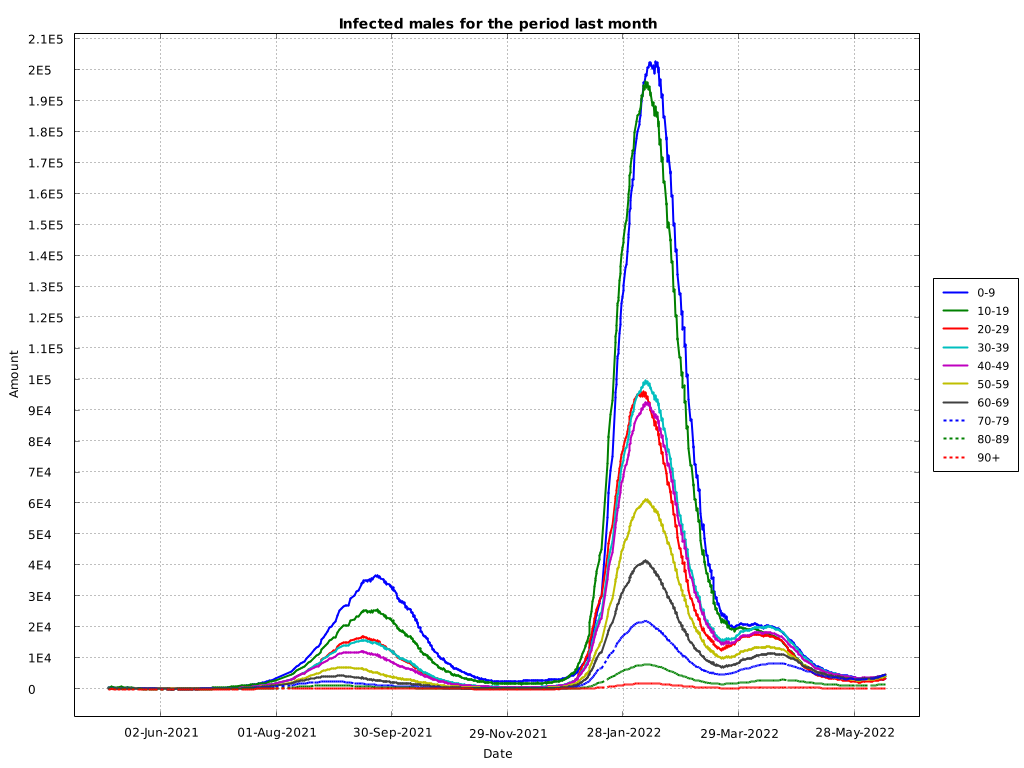 Infected males for the period last month
2.1E5
2E5
1.9E5
1.8E5
1.7E5
1.6E5
1.5E5
1.4E5
1.3E5
1.2E5
1.1E5
1E5
9E4
8E4
7E4
6E4
5E4
4E4
3E4
2E4
1E4
0
Amount
02-Jun-2021 01-Aug-2021 30-Sep-2021 29-Nov-2021 28-Jan-2022 29-Mar-2022 28-May-2022
Date
0-9
10-19
20-29
30-39
40-49
50-59
60-69
70-79
80-89
90+